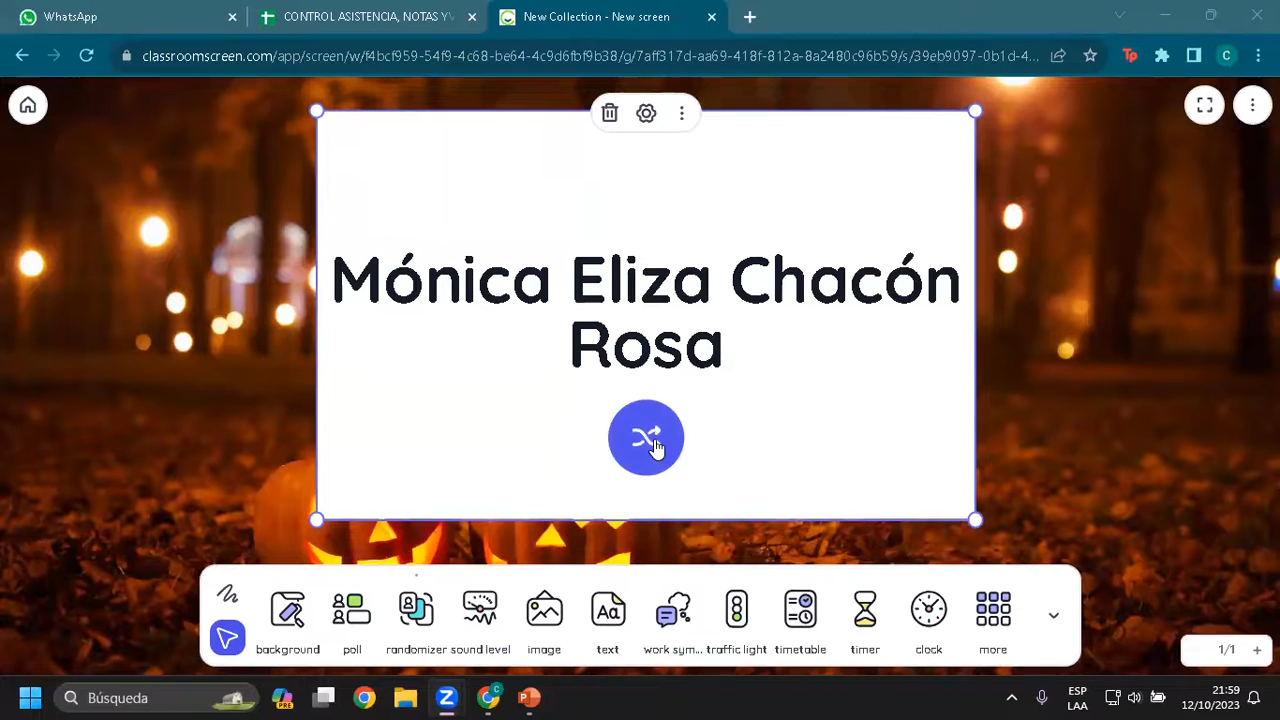 WhatsApp
CONTROL ASISTENCIA, NOTAS Y
New Collection - New screen
classroomscreen.com/app/screen/w/f4bcf959-54f9-4c68-be64-4c9d6fbf9b38/g/7aff317d-aa69-418f-812a-8a2480c96b59/s/39eb9097-0b1d-4...
C
Mónica Eliza Chacón
Rosa
Aa
background
poll
randomizer
sound level
image
text
work sym...
traffic light
timetable
timer
clock
more
1/1
Búsqueda
PRE
ESP
LAA
21:59
12/10/2023